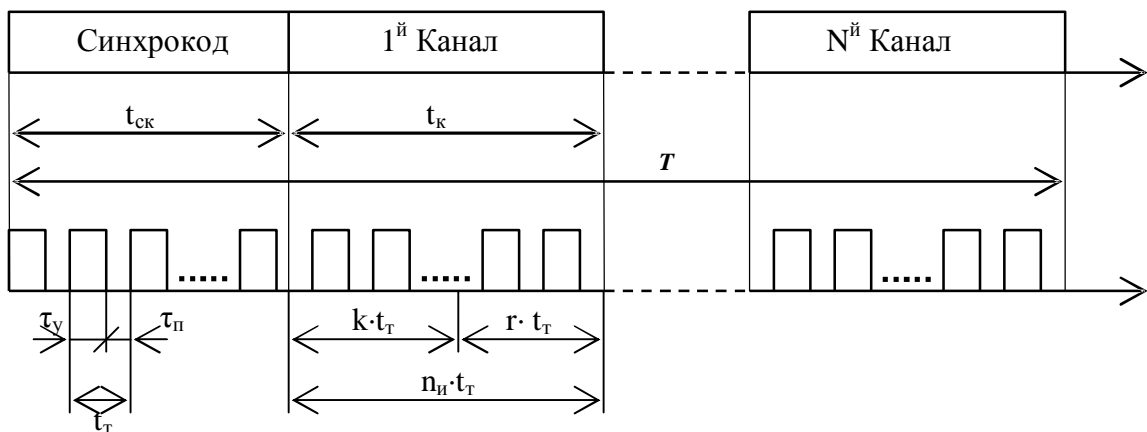 Синхрокод 1й Канал Nй Канал
tск tк
T
..... ..... .....
τу τп k·tт r· tт
nи·tт
tт